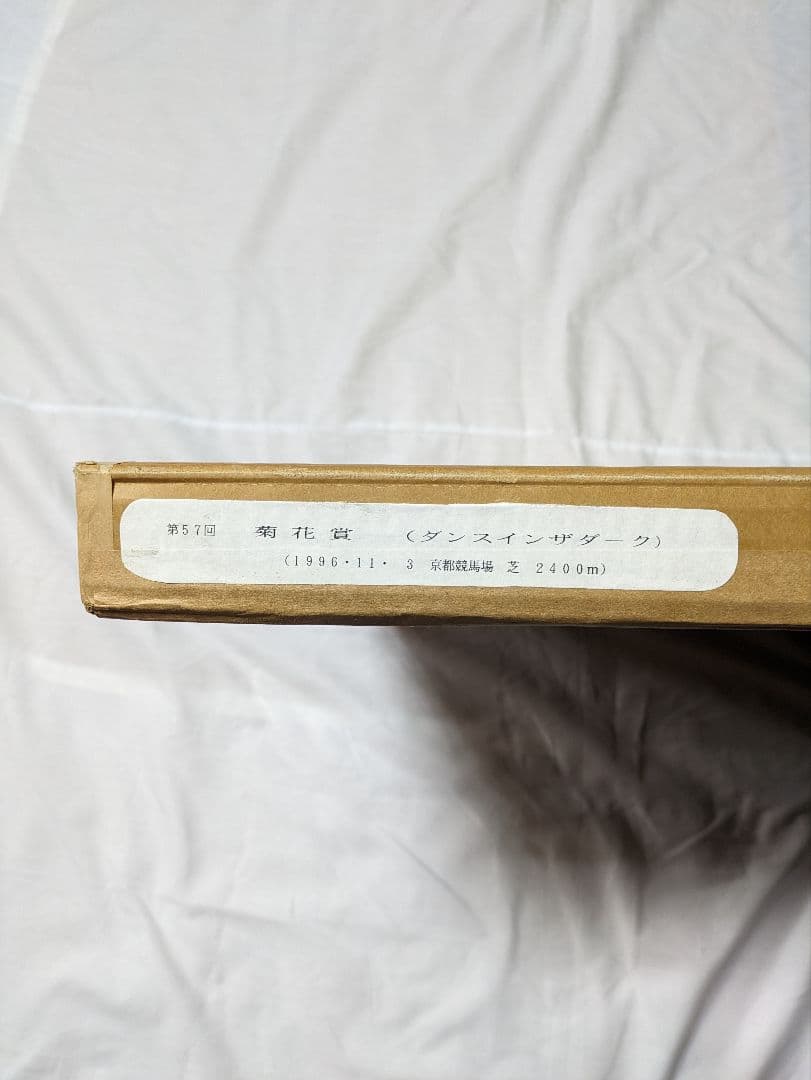 第57回　菊花賞　(ダンスインザダーク)
(1996・11・　3　京都競馬場　芝　2400m)